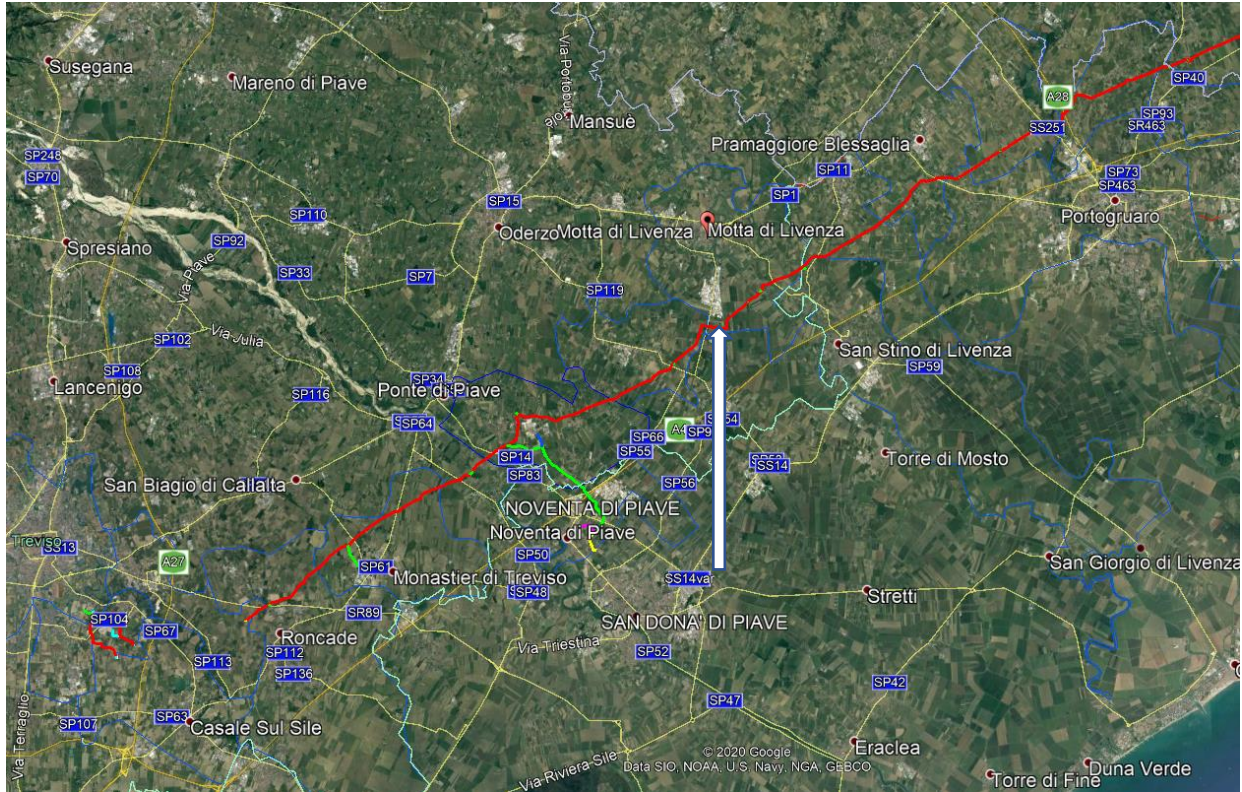 Susegana
Mareno di Piave
Via Portobuffolè
Mansuè
SP40
A28
SP93
SR463
SS251
Pramaggiore Blessaglia
SP248
SP70
SP11
SP73
SP463
SP1
SP15
SP110
Portogruaro
Spresiano
SP92
Oderzo
Motta di Livenza
Motta di Livenza
Via Piave
SP33
SP7
SP119
SP102
Via Julia
San Stino di Livenza
SP108
SP59
Lancenigo
SP116
SP34
Ponte di Piave
SP64
SP66
SP55
SP14
SP83
SP56
SS14
Torre di Mosto
San Biagio di Callalta
NOVENTA DI PIAVE
Noventa di Piave
Treviso
SS13
A27
SP50
SP61
Monastier di Treviso
SS14var
San Giorgio di Livenza
SP48
Stretti
SR89
SP104
SP67
Roncade
SAN DONA' DI PIAVE
Via Triestina
SP52
SP112
SP113
SP136
SP42
SP47
SP107
SP63
Casale Sul Sile
Via Terraglio
Eraclea
© 2020 Google
Data SIO, NOAA, U.S. Navy, NGA, GEBCO
Via Riviera Sile
Duna Verde
Torre di Fine